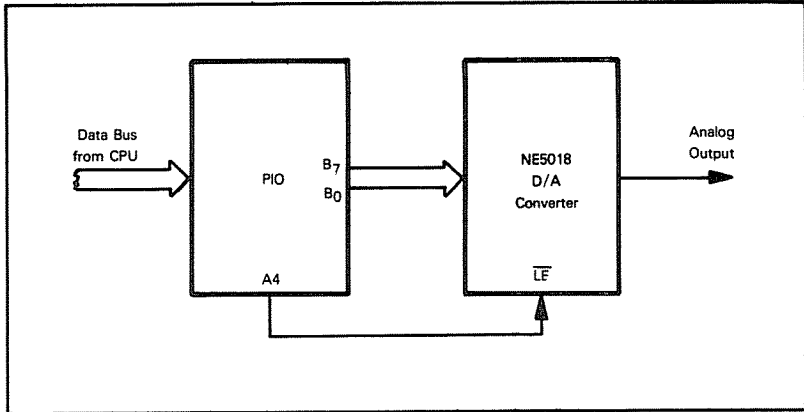 Data Bus
from CPU
PIO
B7
B0
A4
NE5018
D/A
Converter
LE
Analog
Output